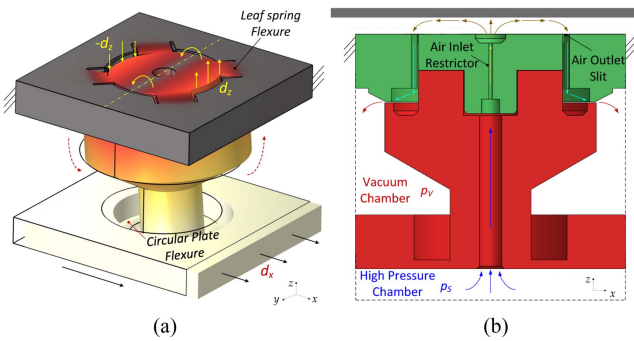 (a)
Leaf spring
Flexure
-dz
dz
Circular Plate
Flexure
dx
z
y
x
(a)
Air Inlet
Restrictor
Air Outlet
Slit
Vacuum
Chamber
pV
High Pressure
Chamber
pS
z
x
(b)